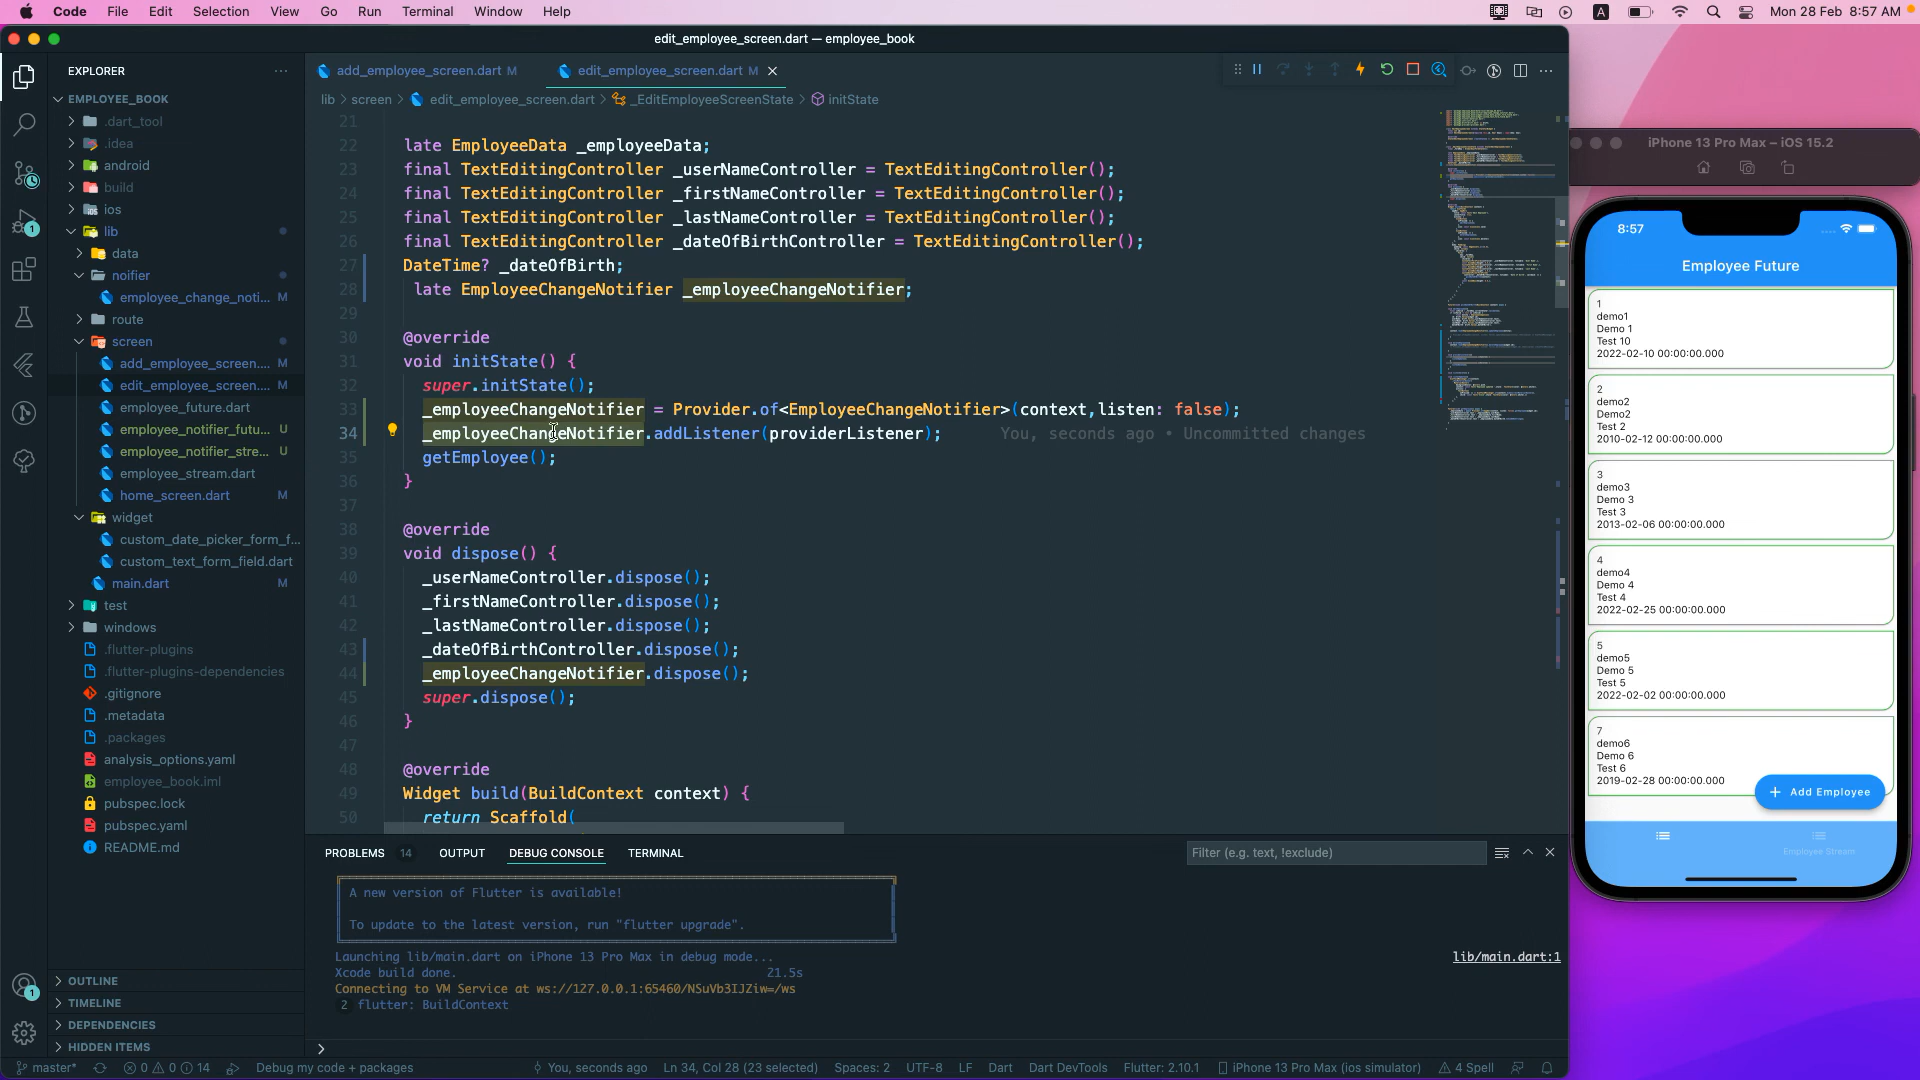 Code File Edit Selection View Go Run Terminal Window Help
A Mon 28 Feb 8:57 AM
edit_employee_screen.dart — employee_book
EXPLORER
EMPLOYEE_BOOK
.dart_tool
.idea
android
build
ios
lib
data
noifier
employee_change_noti... M
route
screen
add_employee_screen.... M
edit_employee_screen.... M
employee_future.dart
employee_notifier_futu... U
employee_notifier_stre... U
employee_stream.dart
home_screen.dart M
widget
custom_date_picker_form_f...
custom_text_form_field.dart
main.dart M
test
windows
.flutter-plugins
.flutter-plugins-dependencies
.gitignore
.metadata
.packages
analysis_options.yaml
employee_book.iml
pubspec.lock
pubspec.yaml
README.md
OUTLINE
TIMELINE
DEPENDENCIES
HIDDEN ITEMS
1
1
add_employee_screen.dart M
edit_employee_screen.dart M
lib > screen > edit_employee_screen.dart > _EditEmployeeScreenState > initState
21
22 late EmployeeData _employeeData;
23 final TextEditingController _userNameController = TextEditingController();
24 final TextEditingController _firstNameController = TextEditingController();
25 final TextEditingController _lastNameController = TextEditingController();
26 final TextEditingController _dateOfBirthController = TextEditingController();
27 DateTime? _dateOfBirth;
28 late EmployeeChangeNotifier _employeeChangeNotifier;
29
30 @override
31 void initState() {
32 super.initState();
33 _employeeChangeNotifier = Provider.of<EmployeeChangeNotifier>(context,listen: false);
34 _employeeChangeNotifier.addListener(providerListener); You, seconds ago • Uncommitted changes
35 getEmployee();
36 }
37
38 @override
39 void dispose() {
40 _userNameController.dispose();
41 _firstNameController.dispose();
42 _lastNameController.dispose();
43 _dateOfBirthController.dispose();
44 _employeeChangeNotifier.dispose();
45 super.dispose();
46 }
47
48 @override
49 Widget build(BuildContext context) {
50 return Scaffold(
PROBLEMS 14 OUTPUT DEBUG CONSOLE TERMINAL
Filter (e.g. text, !exclude)
A new version of Flutter is available!
To update to the latest version, run "flutter upgrade".
Launching lib/main.dart on iPhone 13 Pro Max in debug mode...
lib/main.dart:1
Xcode build done. 21.5s
Connecting to VM Service at ws://127.0.0.1:65460/NSuVb3IJZiw=/ws
2 flutter: BuildContext
master* 0 0 14 Debug my code + packages You, seconds ago Ln 34, Col 28 (23 selected) Spaces: 2 UTF-8 LF Dart Dart DevTools Flutter: 2.10.1 iPhone 13 Pro Max (ios simulator) 4 Spell
iPhone 13 Pro Max – iOS 15.2
8:57
Employee Future
1
demo1
Demo 1
Test 10
2022-02-10 00:00:00.000
2
demo2
Demo2
Test 2
2010-02-12 00:00:00.000
3
demo3
Demo 3
Test 3
2013-02-06 00:00:00.000
4
demo4
Demo 4
Test 4
2022-02-25 00:00:00.000
5
demo5
Demo 5
Test 5
2022-02-02 00:00:00.000
7
demo6
Demo 6
Test 6
2019-02-28 00:00:00.000
+ Add Employee
Employee Stream